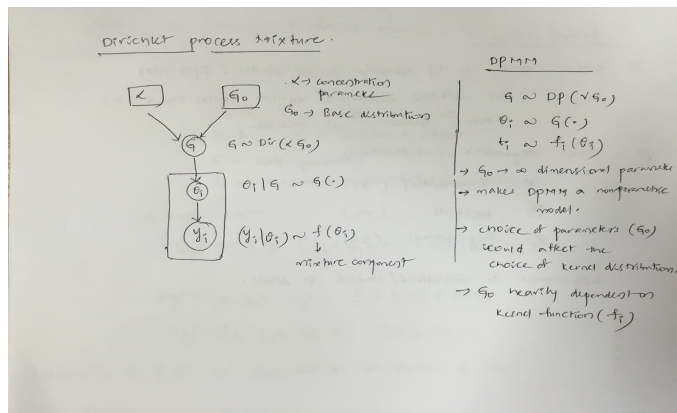 Dirichlet process Mixture.
α
G₀
α → concentration
parameter
G₀ → Base distribution
G
G ~ Dir(α G₀)
θᵢ
θᵢ | G ~ G(·)
yᵢ
(yᵢ|θᵢ) ~ f(θᵢ)
↓
mixture component
DPMM
G ~ DP(α G₀)
θᵢ ~ G(·)
~ fᵢ(θᵢ)
→ G₀ → ∞ dimensional parameter
→ makes DPMM a nonparametric
model.
→ choice of parameters (G₀)
could affect the
choice of kernel distribution.
→ G₀ heavily dependent on
kernel function (fᵢ)